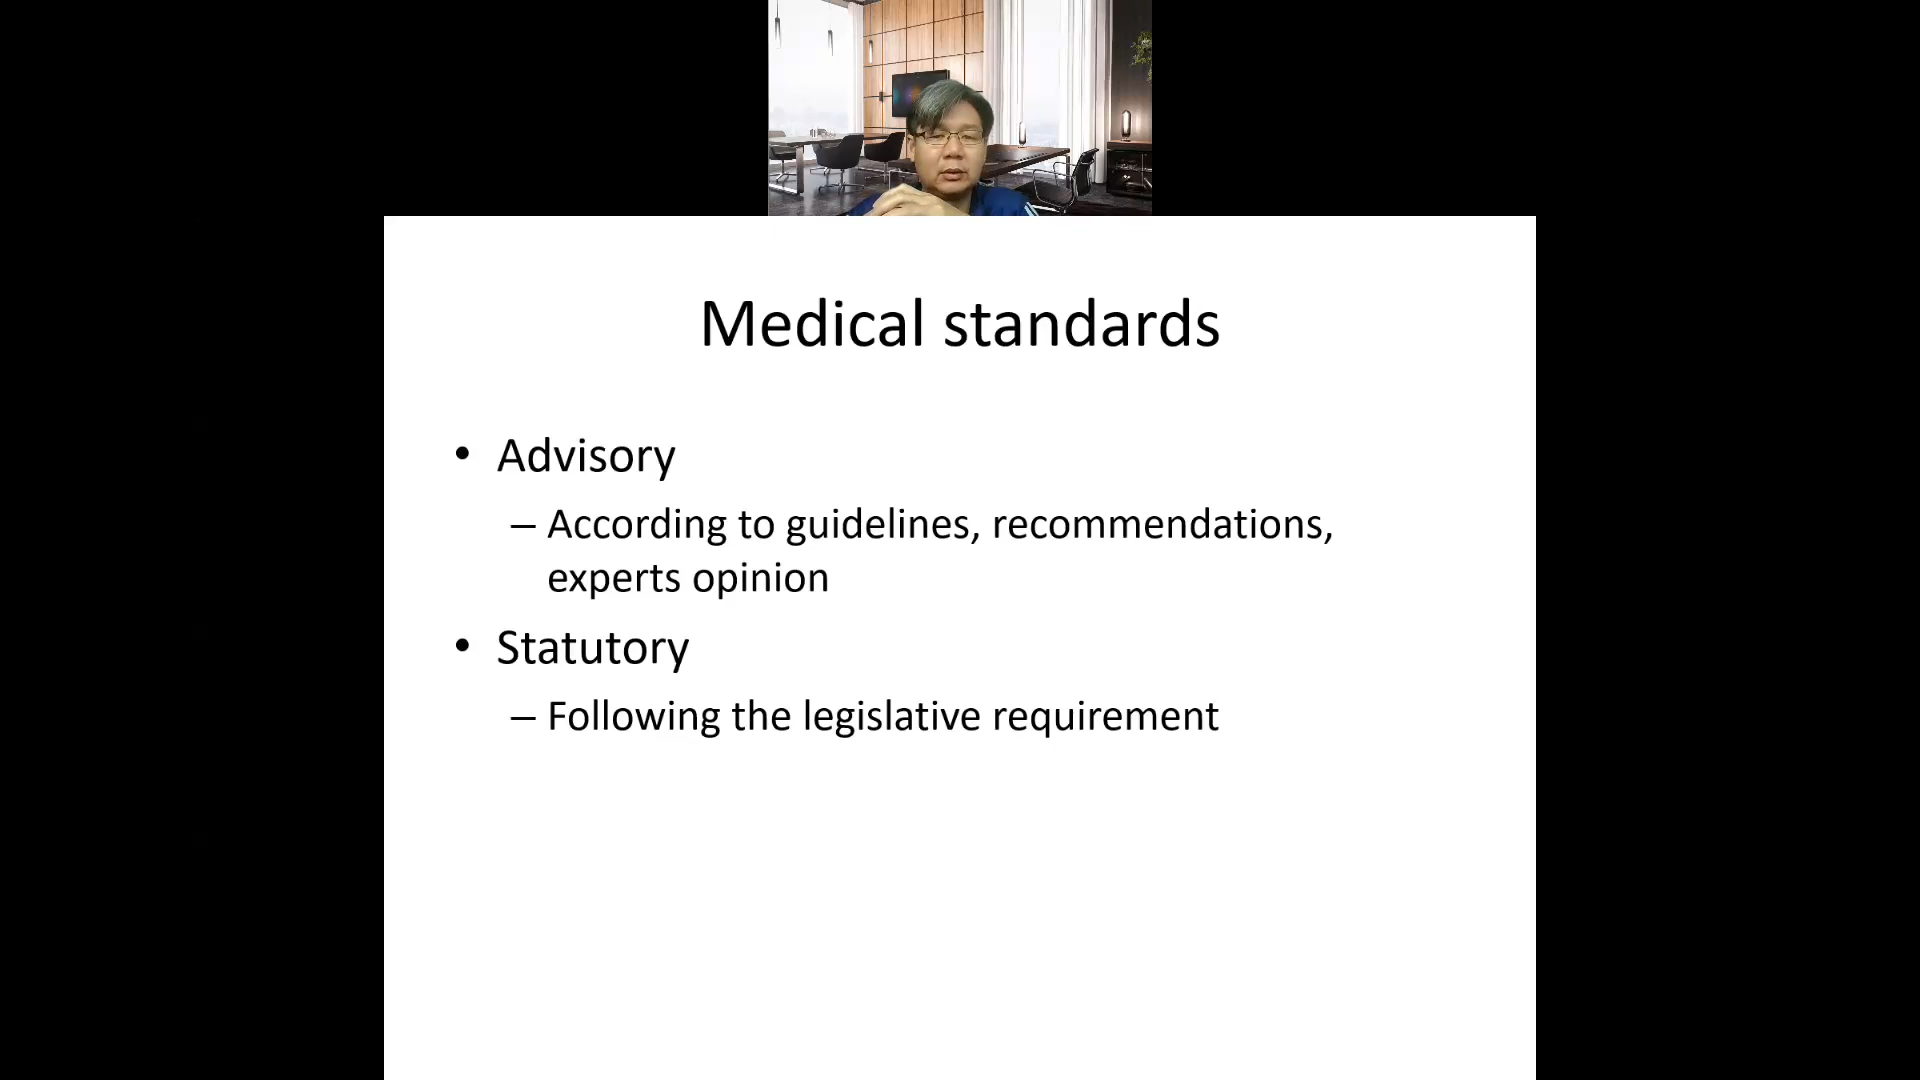 Medical standards
• Advisory
– According to guidelines, recommendations,
experts opinion
• Statutory
– Following the legislative requirement